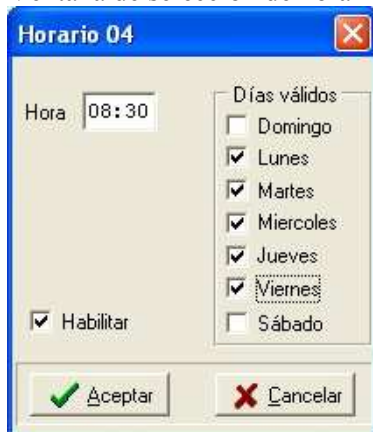 Horario 04
Hora 08:30
Días válidos
Domingo
Lunes
Martes
Miercoles
Jueves
Viernes
Sábado
Habilitar
Aceptar
Cancelar